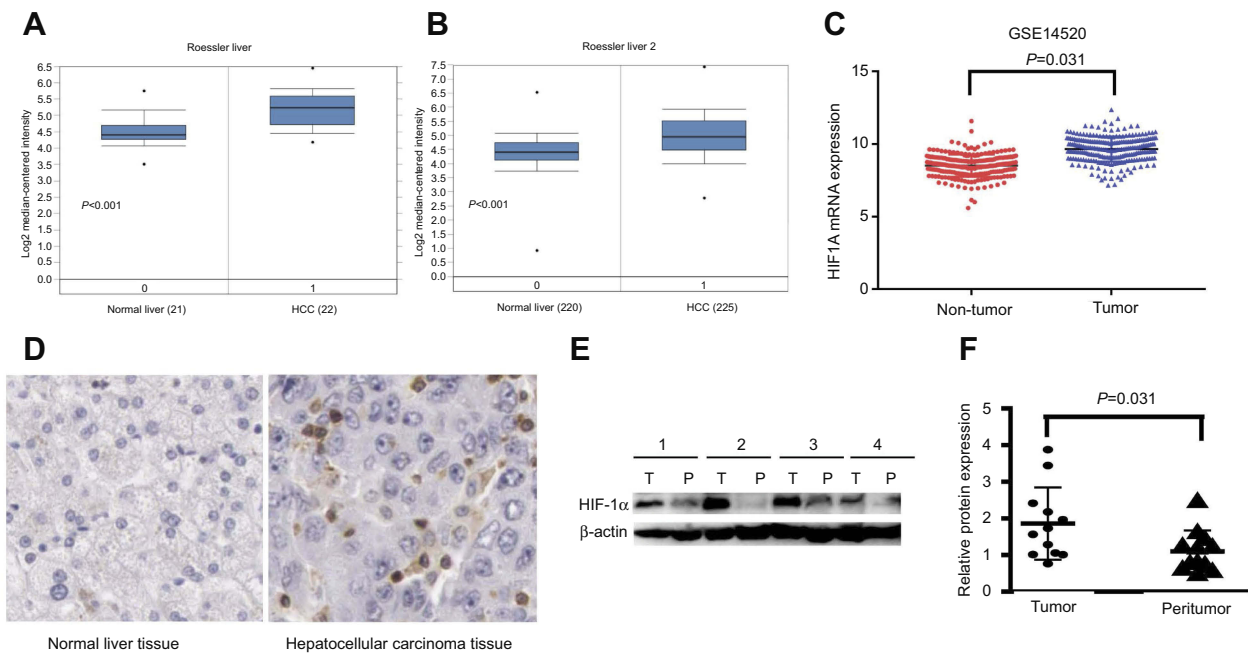 A
Roessler liver
Log2 median-centered intensity
6.5
6.0
5.5
5.0
4.5
4.0
3.5
3.0
2.5
2.0
1.5
1.0
0.5
0.0
P<0.001
0
1
Normal liver (21)
HCC (22)
B
Roessler liver 2
Log2 median-centered intensity
7.5
7.0
6.5
6.0
5.5
5.0
4.5
4.0
3.5
3.0
2.5
2.0
1.5
1.0
0.5
0.0
P<0.001
0
1
Normal liver (220)
HCC (225)
C
GSE14520
P=0.031
HIF1A mRNA expression
15
10
5
0
Non-tumor
Tumor
D
Normal liver tissue
Hepatocellular carcinoma tissue
E
1 2 3 4
T P T P T P T P
HIF-1α
β-actin
F
P=0.031
Relative protein expression
5
4
3
2
1
0
Tumor
Peritumor